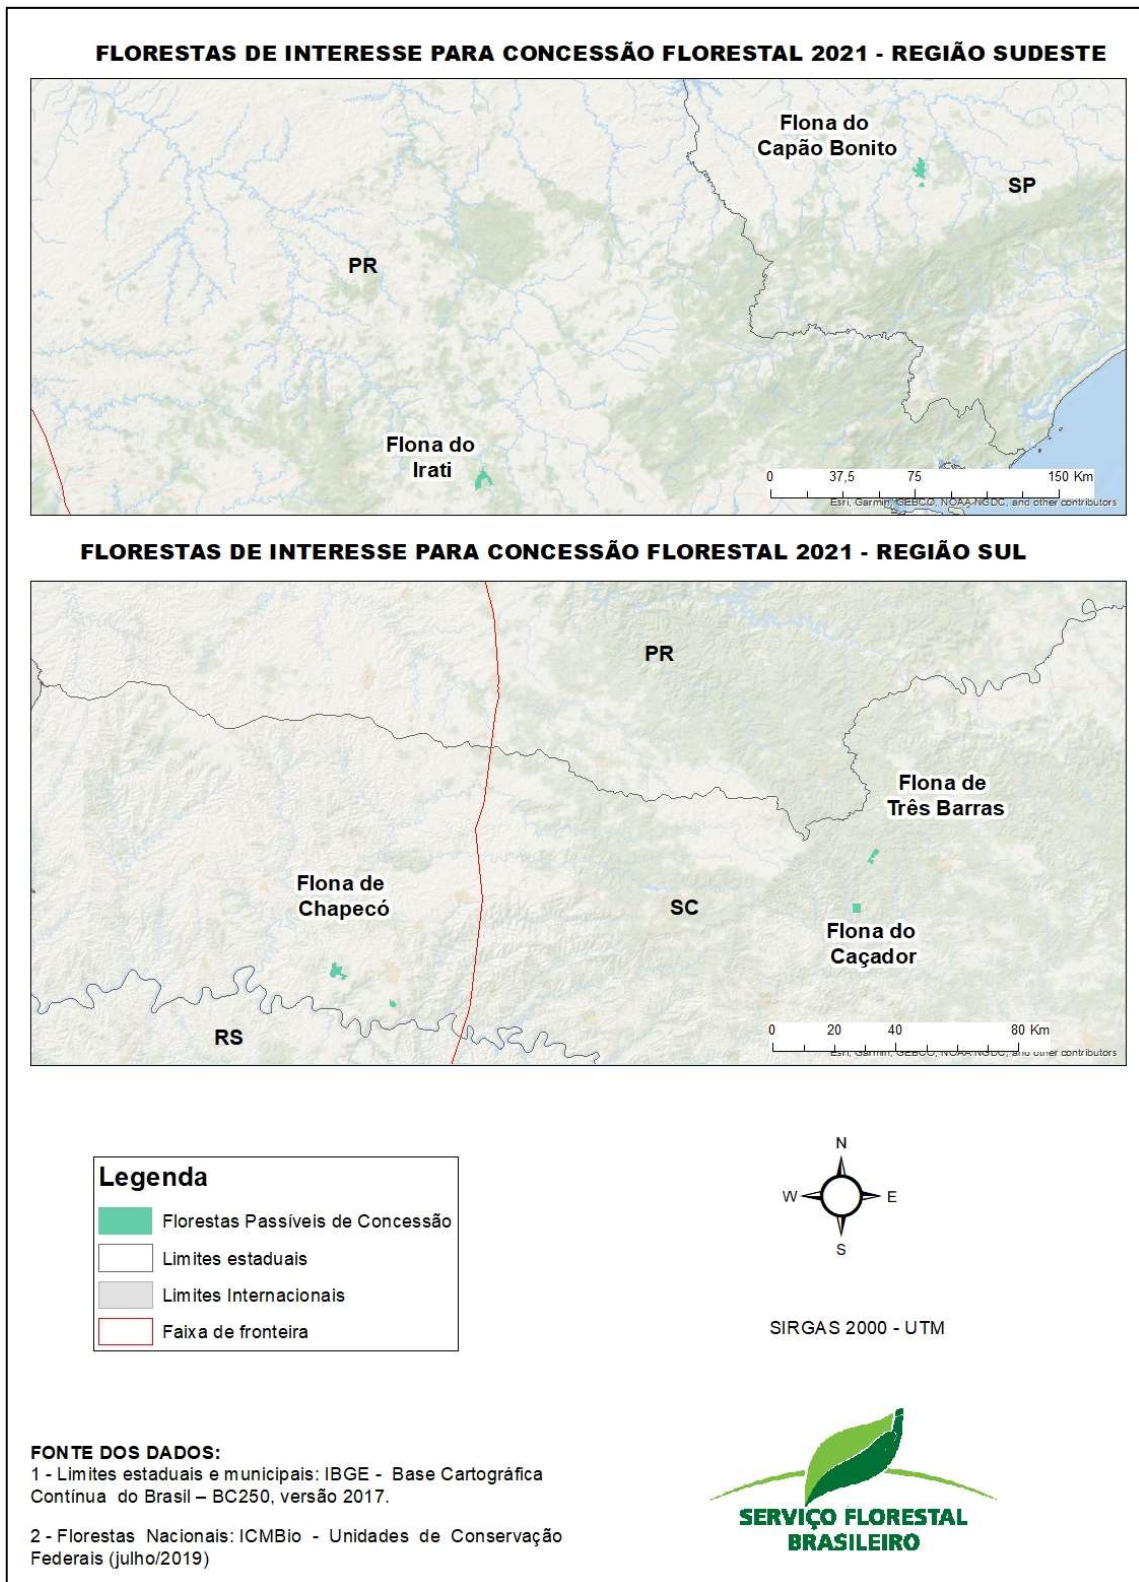 FLORESTAS DE INTERESSE PARA CONCESSÃO FLORESTAL 2021 - REGIÃO SUDESTE
Flona do
Capão Bonito
SP
PR
Flona do
Irati
0 37,5 75 150 Km
Esri, Garmin, GEBCO, NOAA NGDC, and other contributors
FLORESTAS DE INTERESSE PARA CONCESSÃO FLORESTAL 2021 - REGIÃO SUL
PR
Flona de
Três Barras
Flona de
Chapecó
SC
Flona do
Caçador
RS
0 20 40 80 Km
Esri, Garmin, GEBCO, NOAA NGDC, and other contributors
Legenda
Florestas Passíveis de Concessão
Limites estaduais
Limites Internacionais
Faixa de fronteira
N
W E
S
SIRGAS 2000 - UTM
FONTE DOS DADOS:
1 - Limites estaduais e municipais: IBGE - Base Cartográfica
Contínua do Brasil – BC250, versão 2017.
2 - Florestas Nacionais: ICMBio - Unidades de Conservação
Federais (julho/2019)
SERVIÇO FLORESTAL
BRASILEIRO